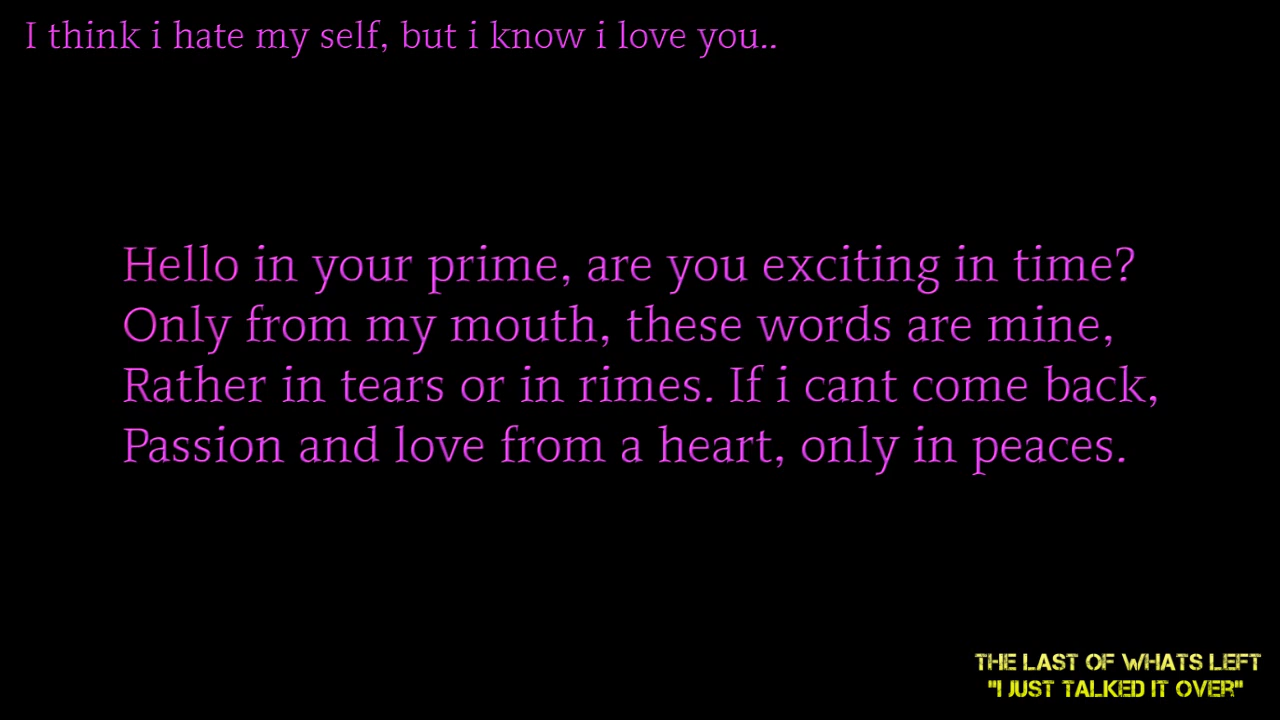 I think i hate my self, but i know i love you..
Hello in your prime, are you exciting in time?
Only from my mouth, these words are mine,
Rather in tears or in rimes. If i cant come back,
Passion and love from a heart, only in peaces.
THE LAST OF WHATS LEFT
"I JUST TALKED IT OVER"